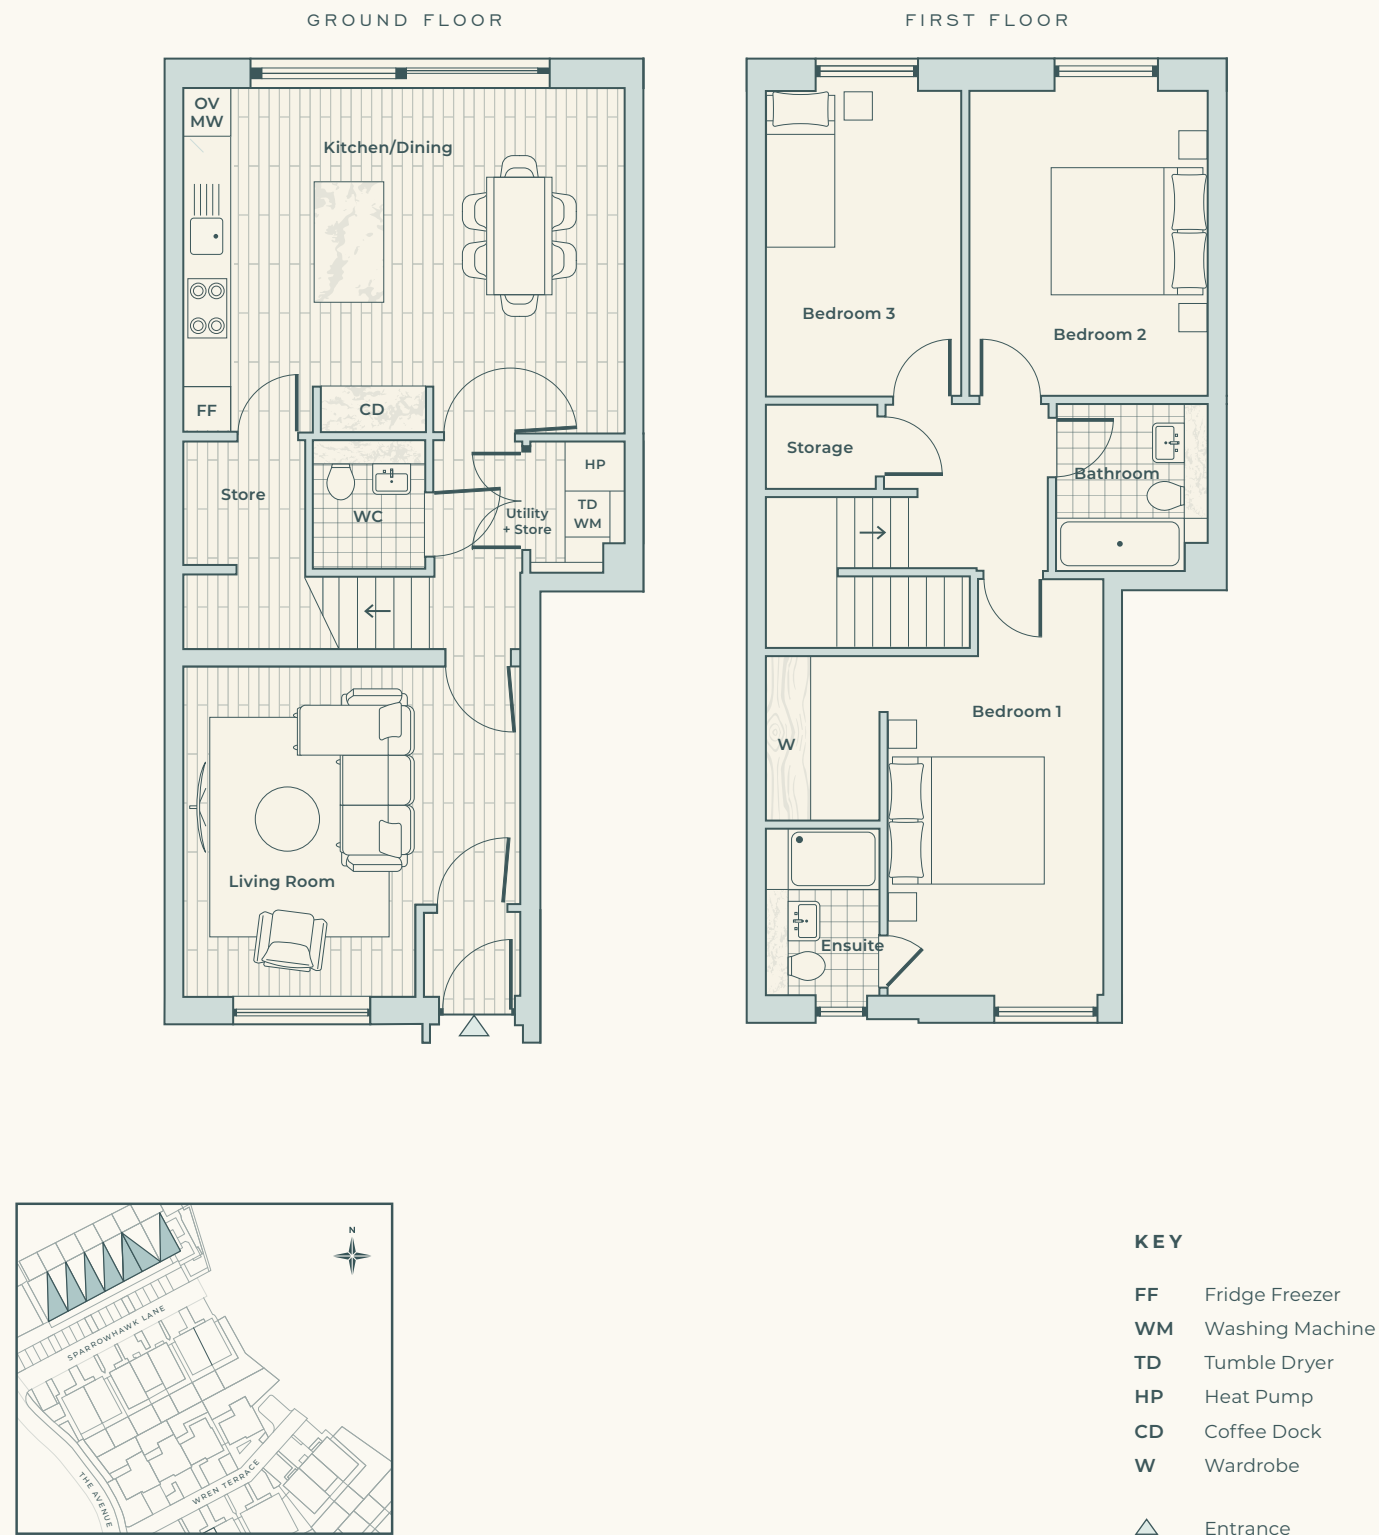 GROUND FLOOR
FIRST FLOOR
OV
MW
Kitchen/Dining
FF
CD
Store
WC
HP
TD
WM
Utility
+ Store
Living Room
Bedroom 3
Bedroom 2
Storage
Bathroom
Bedroom 1
W
Ensuite
N
SPARROWHAWK LANE
THE AVENUE
WREN TERRACE
KEY
FF Fridge Freezer
WM Washing Machine
TD Tumble Dryer
HP Heat Pump
CD Coffee Dock
W Wardrobe
Entrance